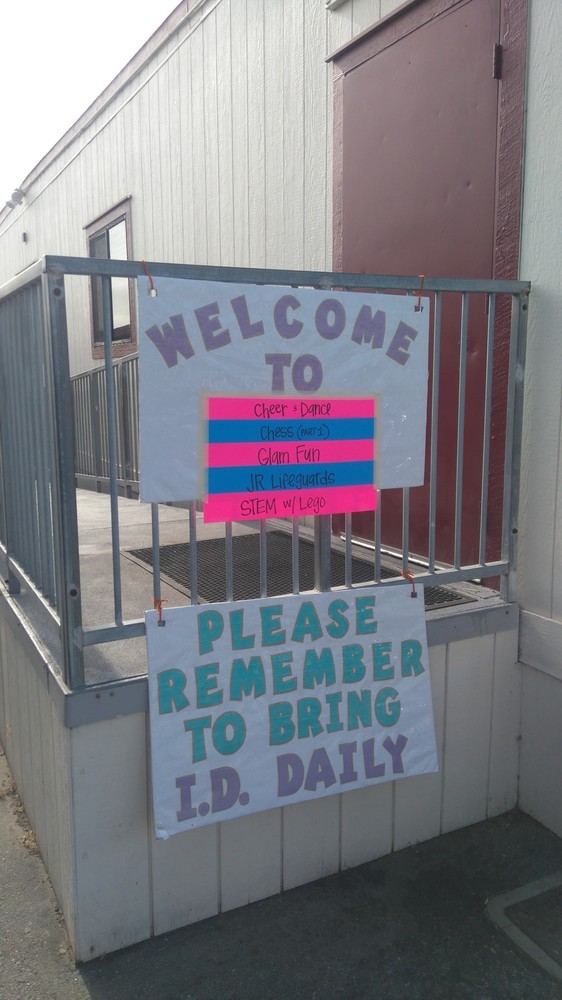 WELCOME
TO
Cheer & Dance
Chess (PART 1)
Glam Fun
JR Lifeguards
STEM w/ Lego
PLEASE
REMEMBER
TO BRING
I.D. DAILY